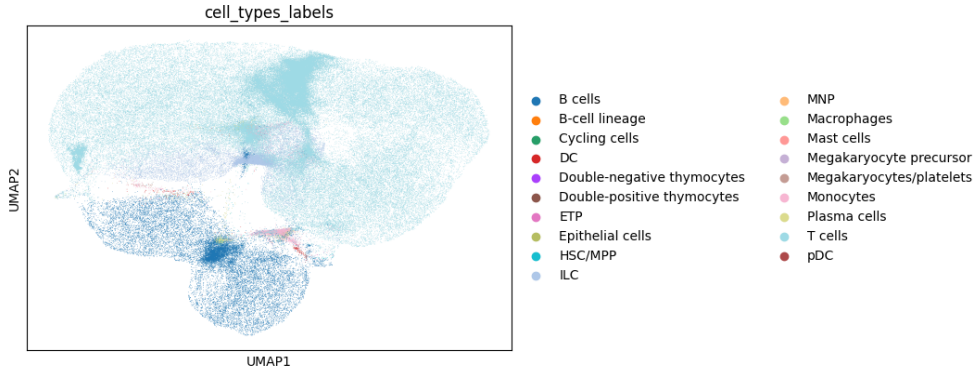 cell_types_labels
UMAP2
UMAP1
B cells
B-cell lineage
Cycling cells
DC
Double-negative thymocytes
Double-positive thymocytes
ETP
Epithelial cells
HSC/MPP
ILC
MNP
Macrophages
Mast cells
Megakaryocyte precursor
Megakaryocytes/platelets
Monocytes
Plasma cells
T cells
pDC